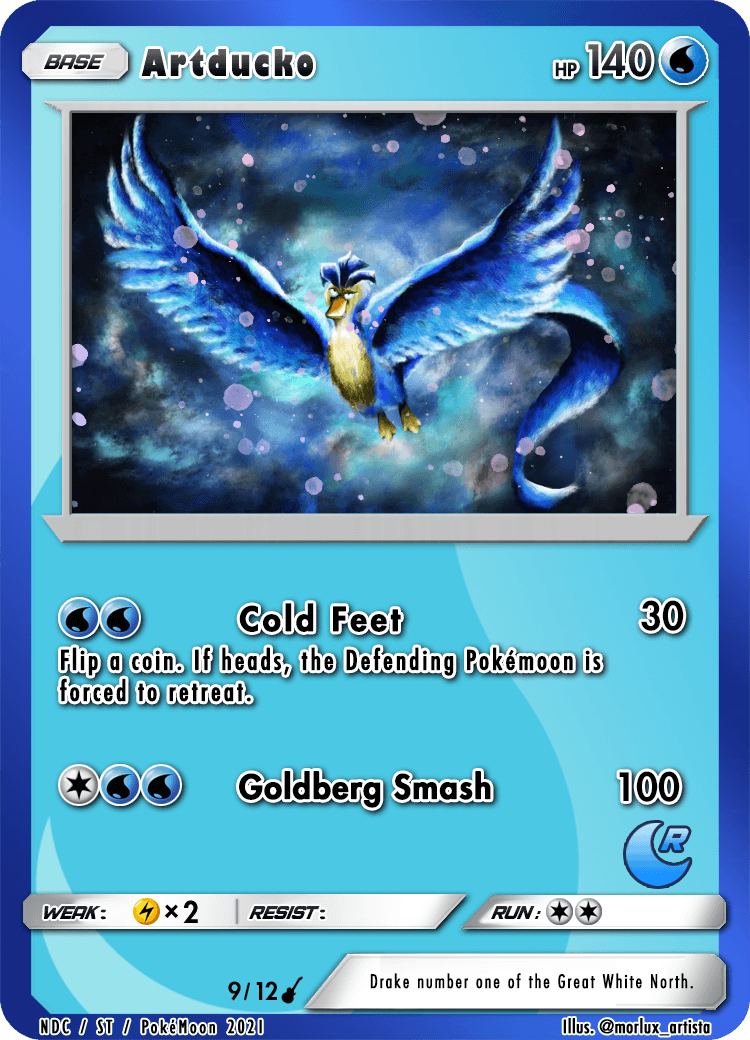 BASE Artducko HP 140
Cold Feet 30
Flip a coin. If heads, the Defending Pokémoon is
forced to retreat.
Goldberg Smash 100
R
WEAK: ×2 RESIST: RUN:
9/12 Drake number one of the Great White North.
NDC / ST / PokéMoon 2021 Illus. @morlux_artista